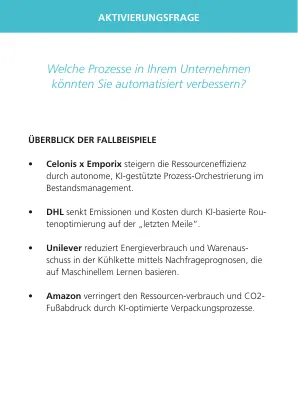 AKTIVIERUNGSFRAGE
Welche Prozesse in Ihrem Unternehmen
könnten Sie automatisiert verbessern?
ÜBERBLICK DER FALLBEISPIELE
• Celonis x Emporix steigern die Ressourceneffizienz
durch autonome, KI-gestützte Prozess-Orchestrierung im
Bestandsmanagement.
• DHL senkt Emissionen und Kosten durch KI-basierte Rou-
tenoptimierung auf der „letzten Meile“.
• Unilever reduziert Energieverbrauch und Warenaus-
schuss in der Kühlkette mittels Nachfrageprognosen, die
auf Maschinellem Lernen basieren.
• Amazon verringert den Ressourcen-verbrauch und CO2-
Fußabdruck durch KI-optimierte Verpackungsprozesse.